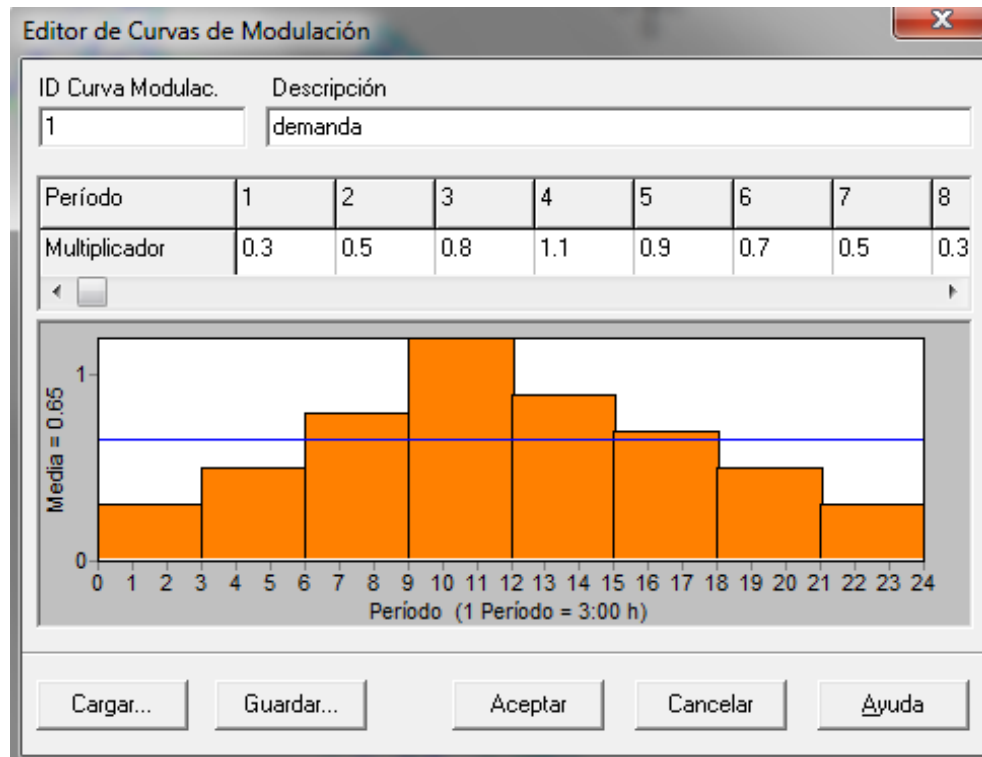 Editor de Curvas de Modulación
ID Curva Modulac. Descripción
1 demanda
Período 1 2 3 4 5 6 7 8
Multiplicador 0.3 0.5 0.8 1.1 0.9 0.7 0.5 0.3
1
Media = 0.65
0
0 1 2 3 4 5 6 7 8 9 10 11 12 13 14 15 16 17 18 19 20 21 22 23 24
Período (1 Período = 3:00 h)
Cargar... Guardar... Aceptar Cancelar Ayuda